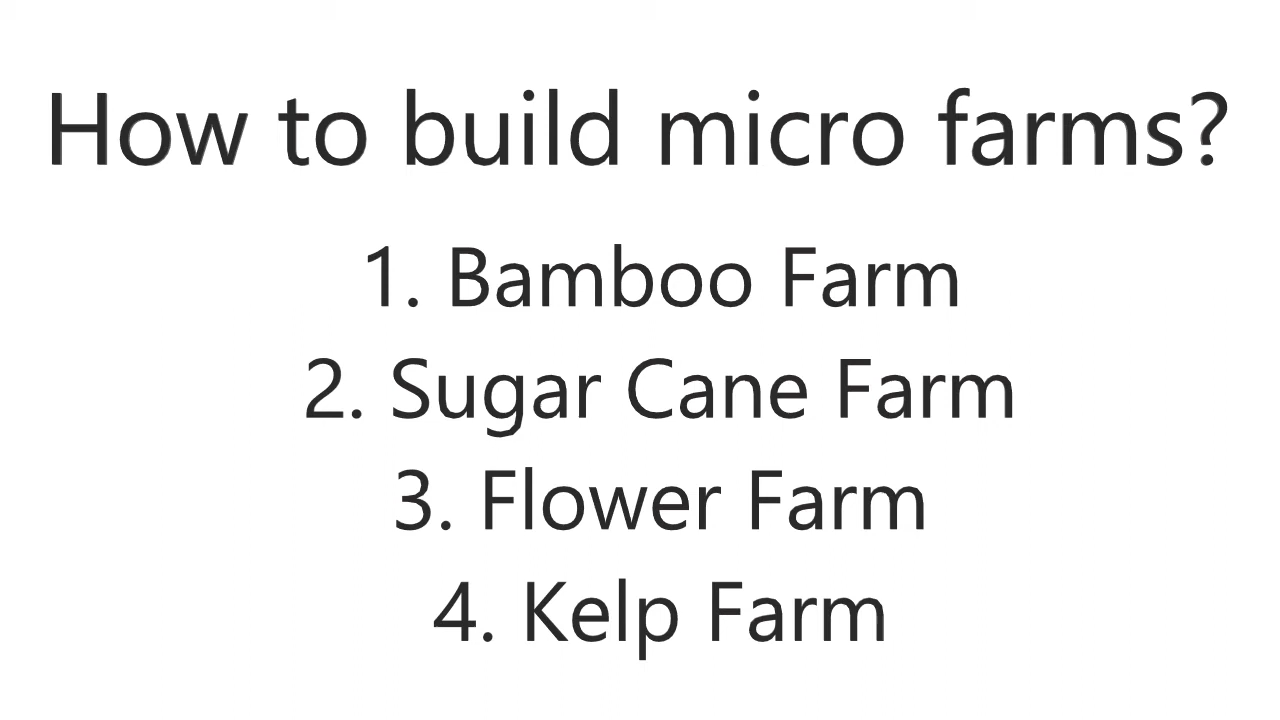 How to build micro farms?
1. Bamboo Farm
2. Sugar Cane Farm
3. Flower Farm
4. Kelp Farm